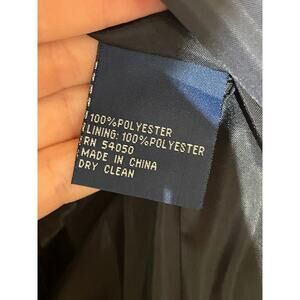 100%POLYESTER
LINING: 100%POLYESTER
RN 54050
MADE IN CHINA
DRY CLEAN